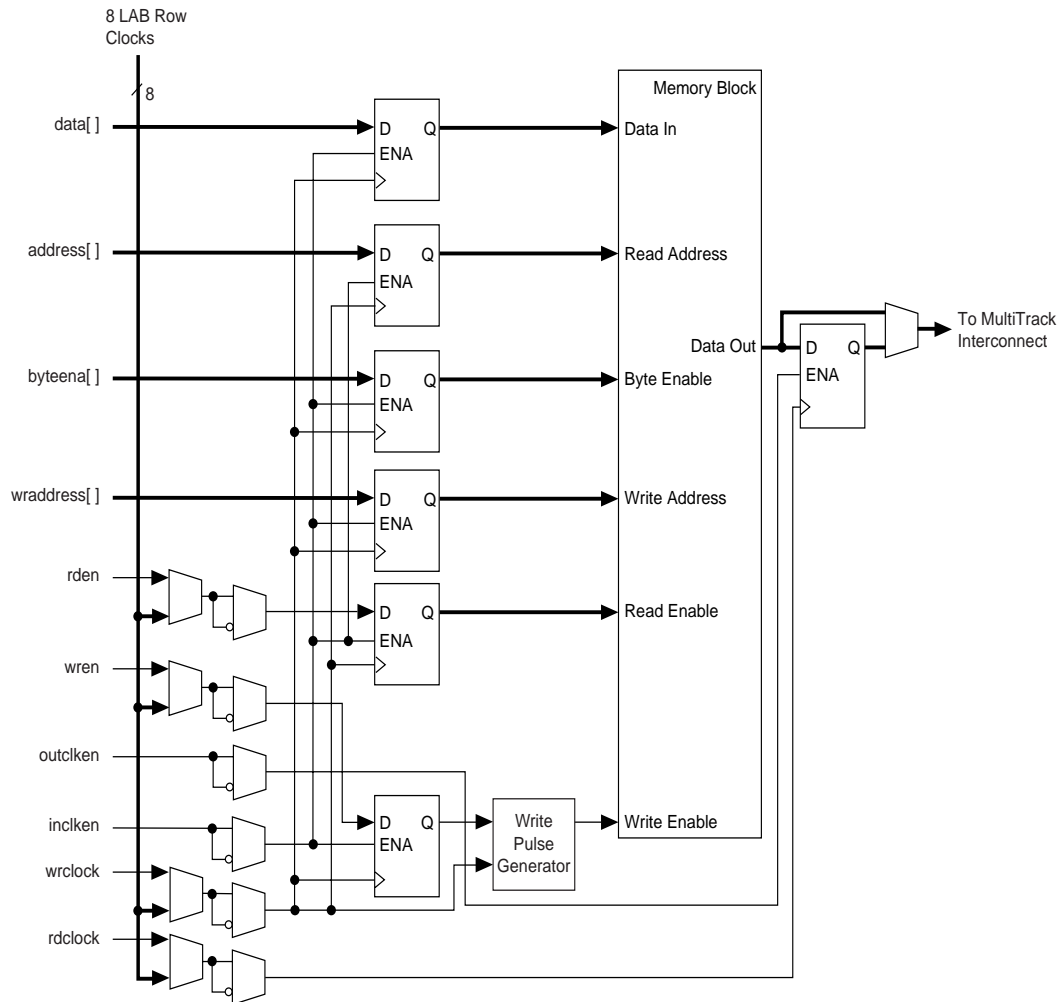 8 LAB Row
Clocks
8
Memory Block
data[ ]
D Q
ENA
Data In
address[ ]
D Q
ENA
Read Address
To MultiTrack
Interconnect
Data Out
D Q
ENA
byteena[ ]
D Q
ENA
Byte Enable
wraddress[ ]
D Q
ENA
Write Address
rden
D Q
ENA
Read Enable
wren
outclken
inclken
D Q
ENA
Write
Pulse
Generator
Write Enable
wrclock
rdclock